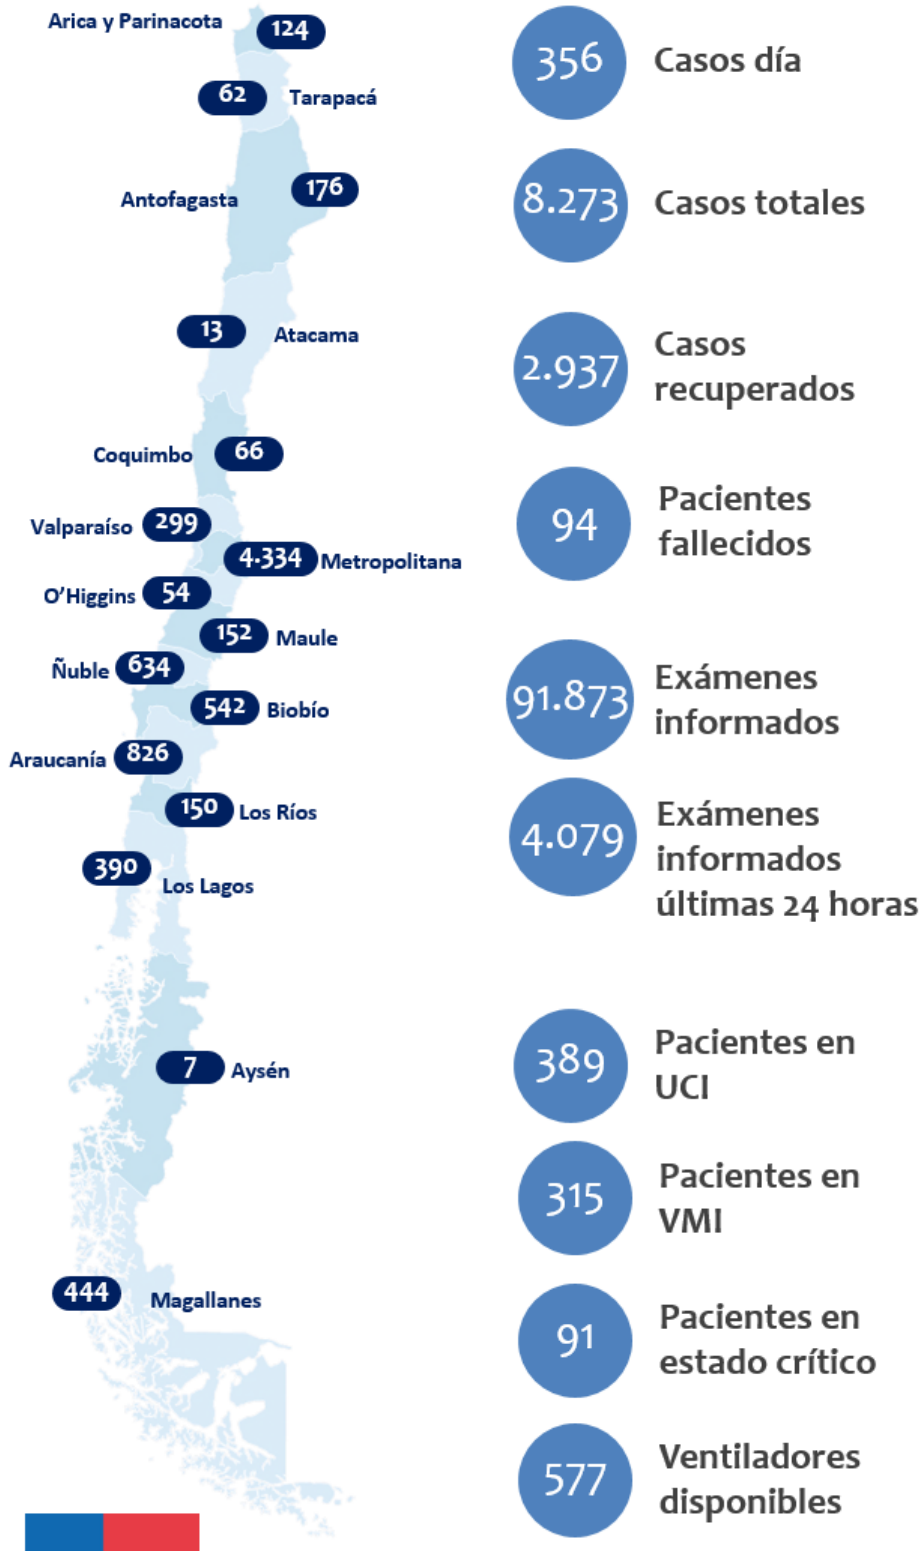 Arica y Parinacota
124
62
Tarapacá
Antofagasta
176
13
Atacama
Coquimbo
66
Valparaíso
299
4.334
Metropolitana
O'Higgins
54
152
Maule
Ñuble
634
542
Biobío
Araucanía
826
150
Los Ríos
390
Los Lagos
7
Aysén
444
Magallanes
356
Casos día
8.273
Casos totales
2.937
Casos
recuperados
94
Pacientes
fallecidos
91.873
Exámenes
informados
4.079
Exámenes
informados
últimas 24 horas
389
Pacientes en
UCI
315
Pacientes en
VMI
91
Pacientes en
estado crítico
577
Ventiladores
disponibles